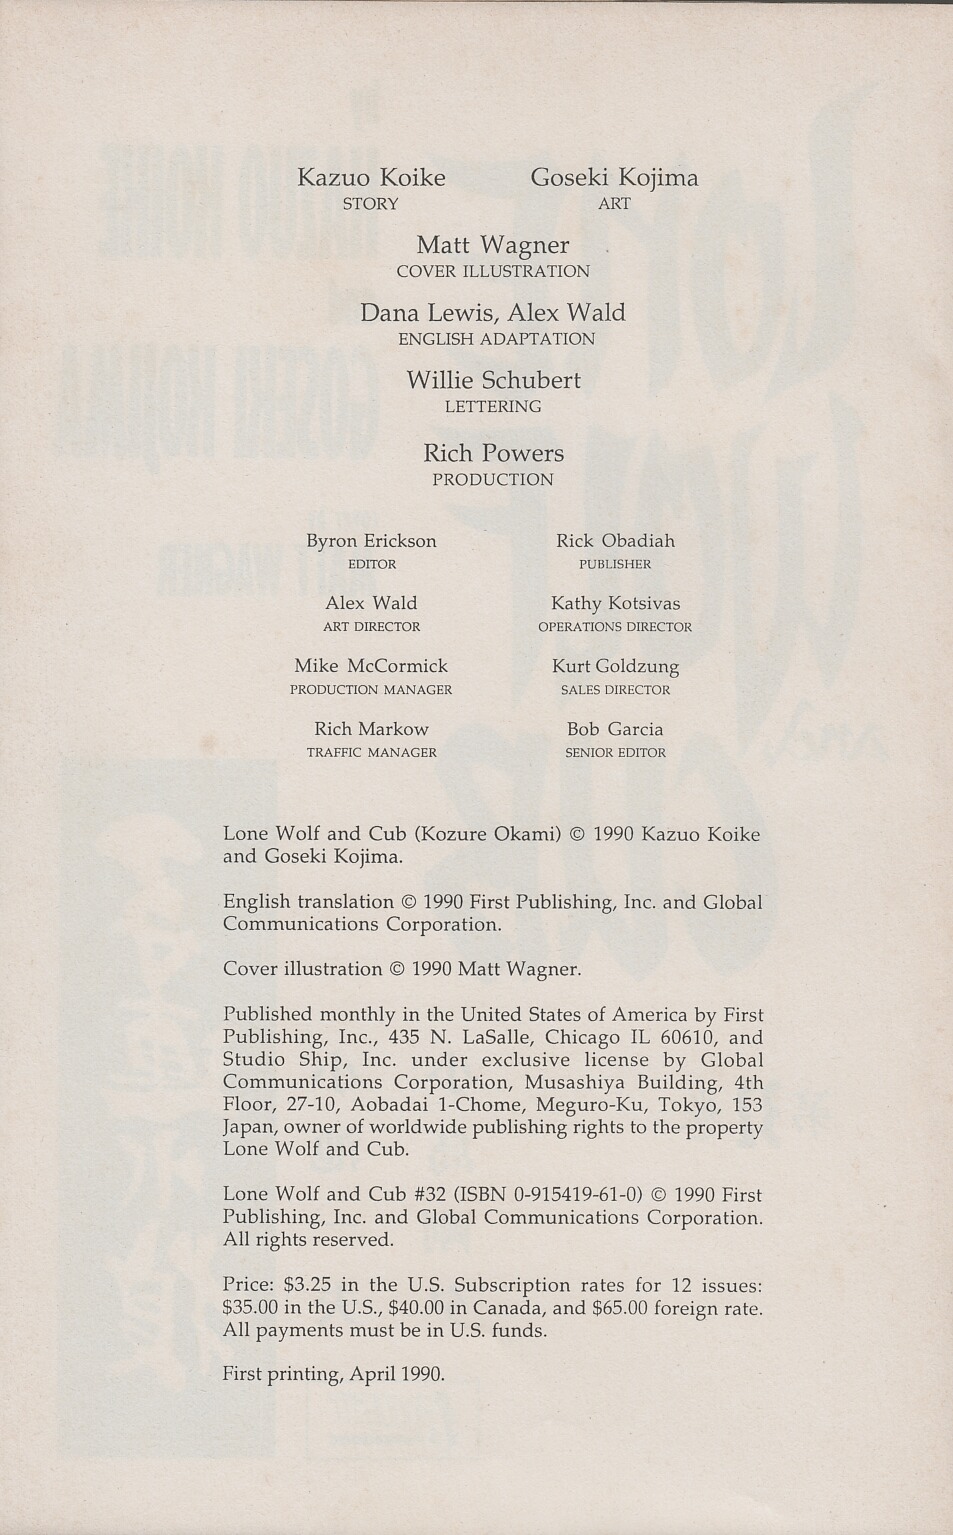 Kazuo Koike Goseki Kojima
STORY ART
Matt Wagner
COVER ILLUSTRATION
Dana Lewis, Alex Wald
ENGLISH ADAPTATION
Willie Schubert
LETTERING
Rich Powers
PRODUCTION
Byron Erickson Rick Obadiah
EDITOR PUBLISHER
Alex Wald Kathy Kotsivas
ART DIRECTOR OPERATIONS DIRECTOR
Mike McCormick Kurt Goldzung
PRODUCTION MANAGER SALES DIRECTOR
Rich Markow Bob Garcia
TRAFFIC MANAGER SENIOR EDITOR
Lone Wolf and Cub (Kozure Okami) © 1990 Kazuo Koike
and Goseki Kojima.
English translation © 1990 First Publishing, Inc. and Global
Communications Corporation.
Cover illustration © 1990 Matt Wagner.
Published monthly in the United States of America by First
Publishing, Inc., 435 N. LaSalle, Chicago IL 60610, and
Studio Ship, Inc. under exclusive license by Global
Communications Corporation, Musashiya Building, 4th
Floor, 27-10, Aobadai 1-Chome, Meguro-Ku, Tokyo, 153
Japan, owner of worldwide publishing rights to the property
Lone Wolf and Cub.
Lone Wolf and Cub #32 (ISBN 0-915419-61-0) © 1990 First
Publishing, Inc. and Global Communications Corporation.
All rights reserved.
Price: $3.25 in the U.S. Subscription rates for 12 issues:
$35.00 in the U.S., $40.00 in Canada, and $65.00 foreign rate.
All payments must be in U.S. funds.
First printing, April 1990.